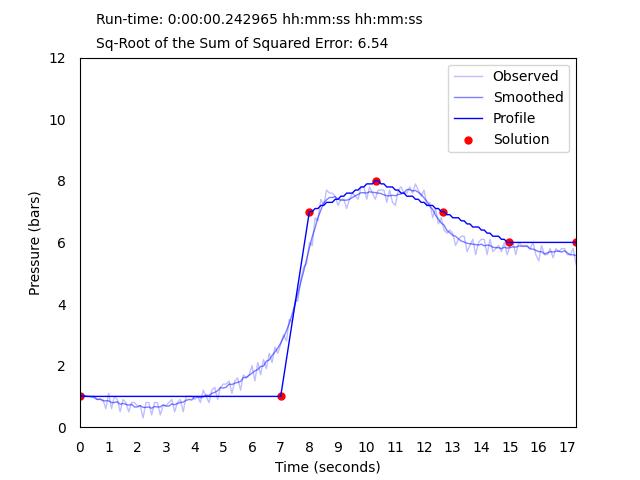 Run-time: 0:00:00.242965 hh:mm:ss hh:mm:ss
Sq-Root of the Sum of Squared Error: 6.54
12
10
8
6
4
2
0
Pressure (bars)
Observed
Smoothed
Profile
Solution
0 1 2 3 4 5 6 7 8 9 10 11 12 13 14 15 16 17
Time (seconds)